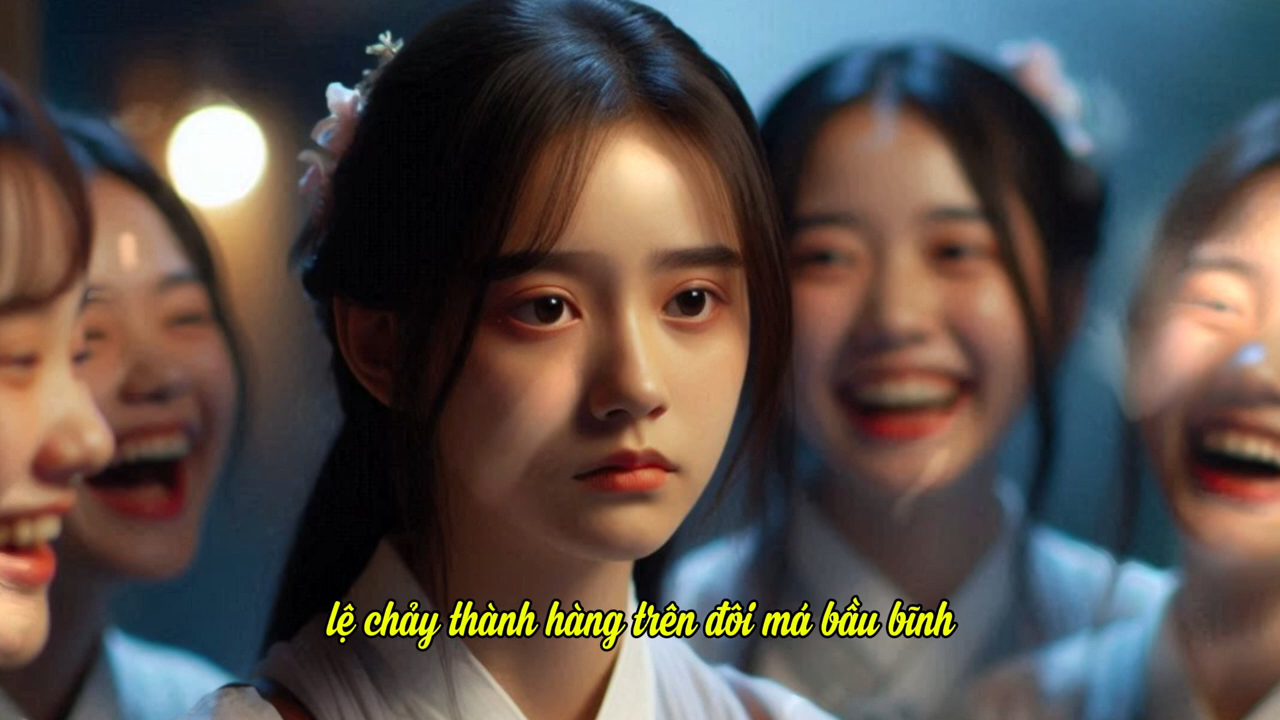 lệ chảy thành hàng trên đôi má bầu bĩnh